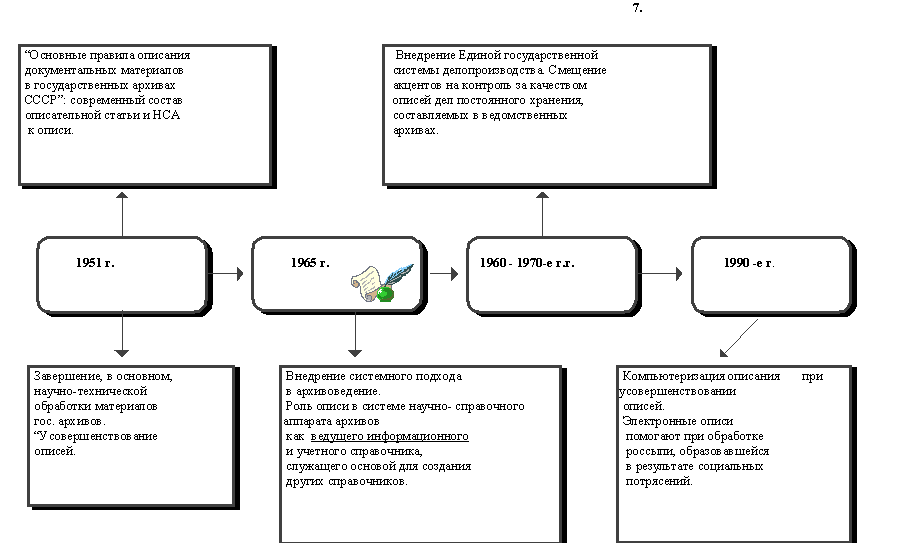 7.
“Основные правила описания
документальных материалов
в государственных архивах
СССР”: современный состав
описательной статьи и НСА
к описи.
Внедрение Единой государственной
системы делопроизводства. Смещение
акцентов на контроль за качеством
описей дел постоянного хранения,
составляемых в ведомственных
архивах.
1951 г.
1965 г.
1960 - 1970-е г.г.
1990 -е г.
Завершение, в основном,
научно-технической
обработки материалов
гос. архивов.
“Усовершенствование
описей.
Внедрение системного подхода
в архивоведение.
Роль описи в системе научно- справочного
аппарата архивов
как ведущего информационного
и учетного справочника,
служащего основой для создания
других справочников.
Компьютеризация описания при
усовершенствовании
описей.
Электронные описи
помогают при обработке
россыпи, образовавшейся
в результате социальных
потрясений.